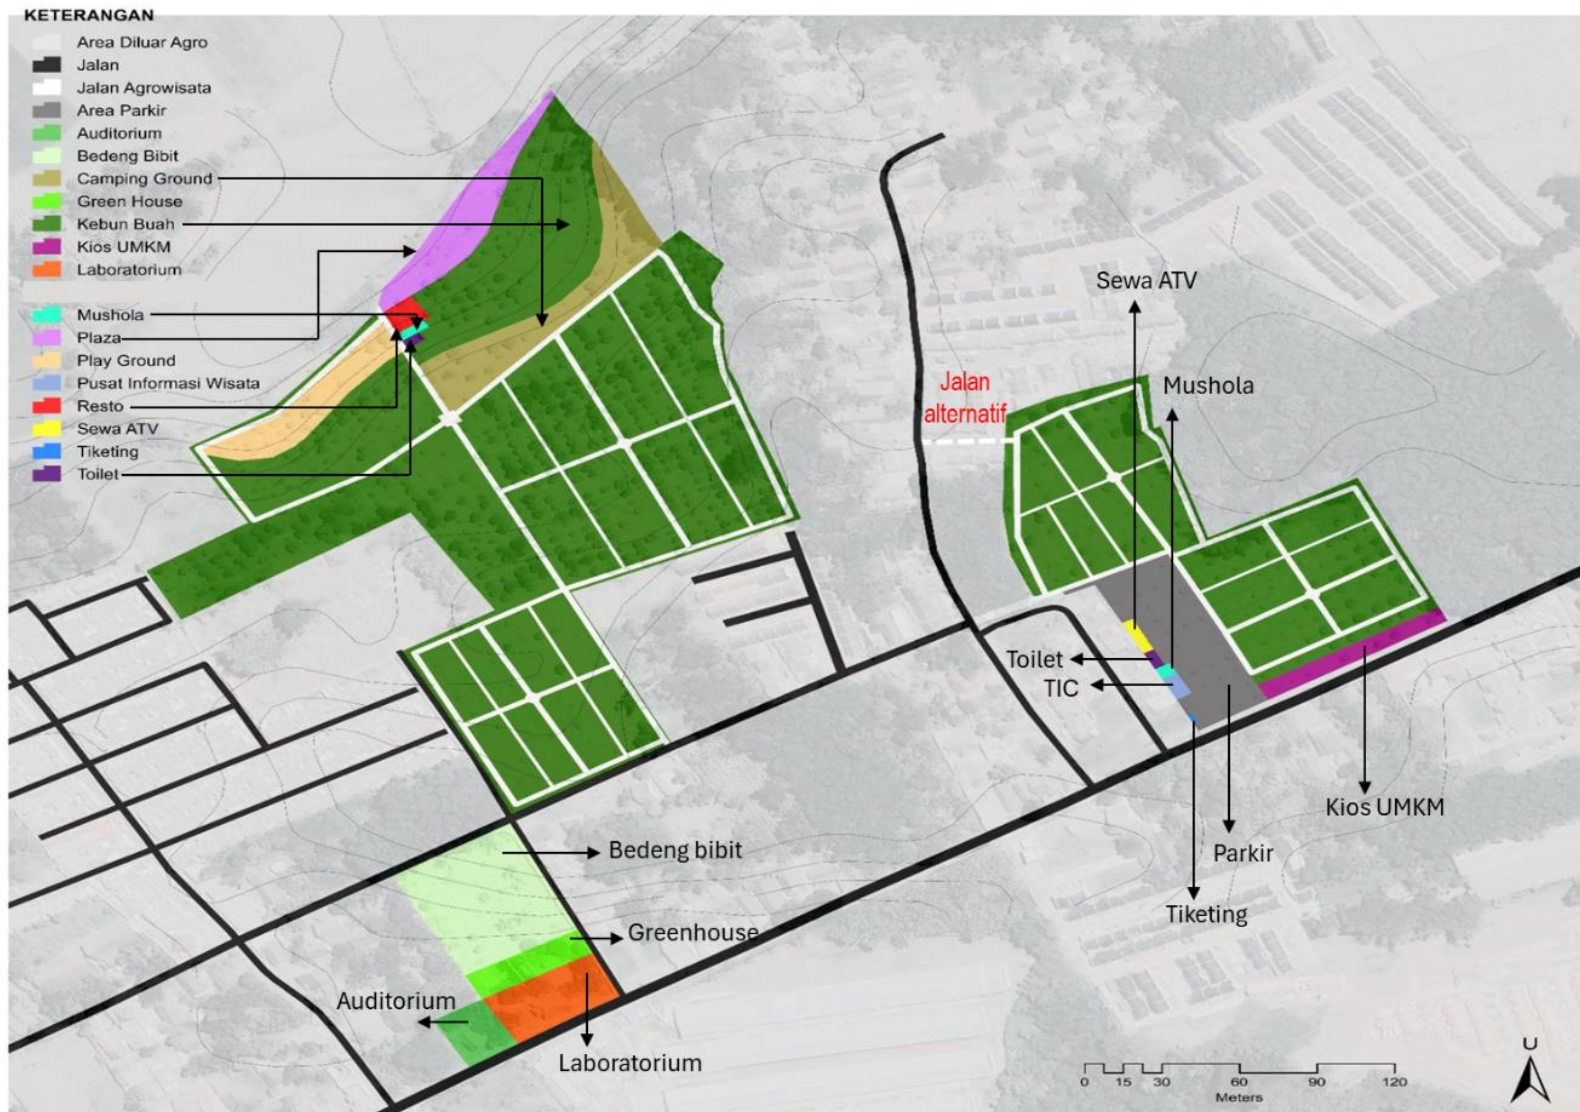 KETERANGAN
Area Diluar Agro
Jalan
Jalan Agrowisata
Area Parkir
Auditorium
Bedeng Bibit
Camping Ground
Green House
Kebun Buah
Kios UMKM
Laboratorium
Mushola
Plaza
Play Ground
Pusat Informasi Wisata
Resto
Sewa ATV
Tiketing
Toilet
Sewa ATV
Jalan
alternatif
Mushola
Toilet
TIC
Kios UMKM
Parkir
Tiketing
Bedeng bibit
Greenhouse
Auditorium
Laboratorium
U
0 15 30 60 90 120
Meters